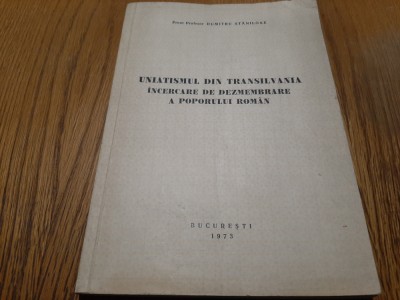 DUMITRU STĂNILOAE
UNIATISMUL DIN TRANSILVANIA
ÎNCERCARE DE DEZMEMBRARE
A POPORULUI ROMÂN
BUCUREȘTI
1973